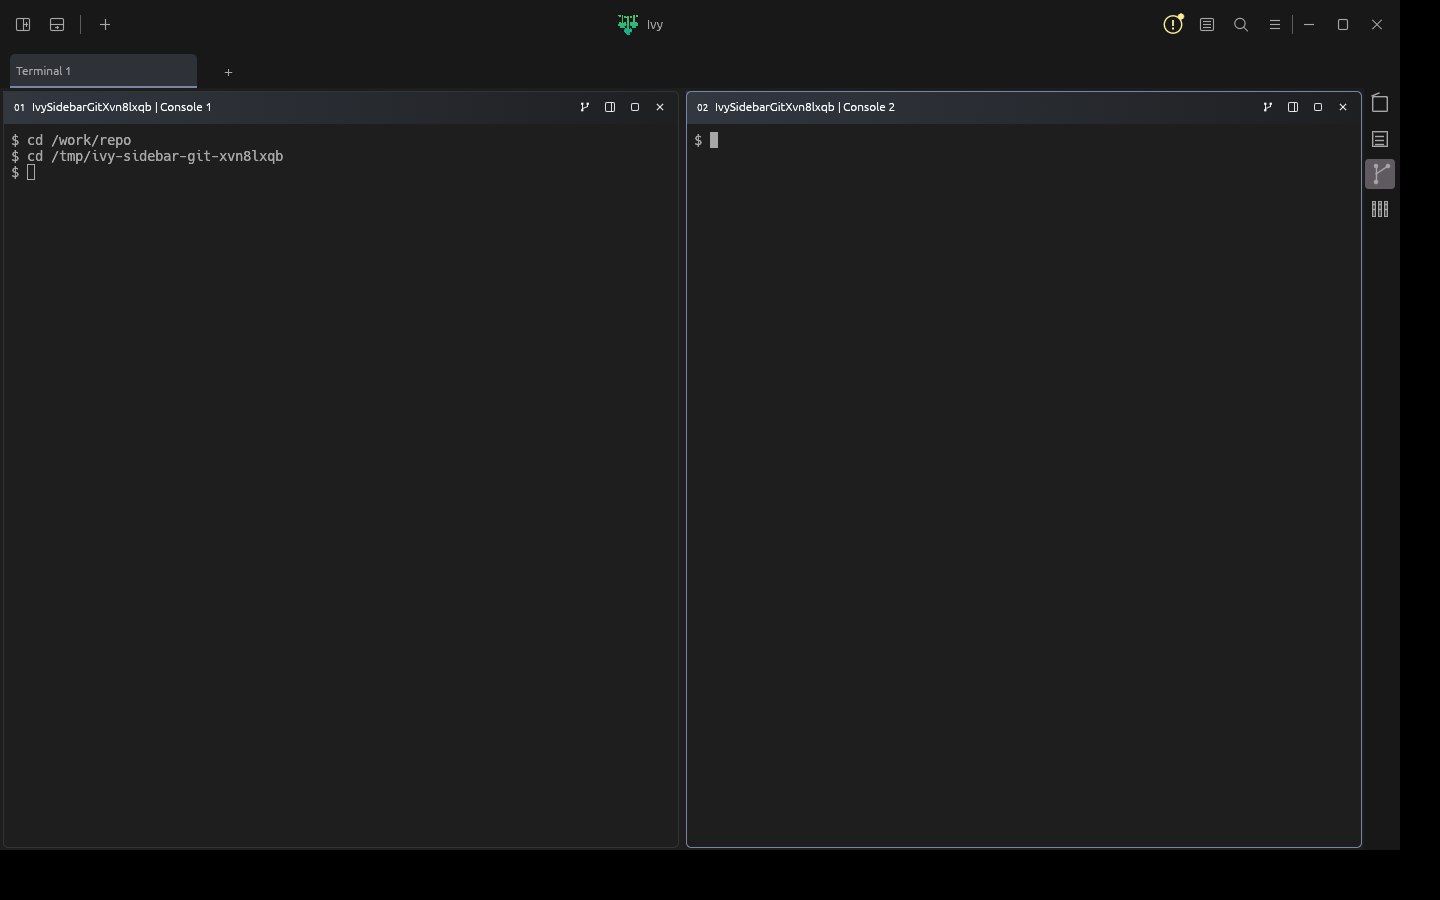 Ivy
Terminal 1
01 IvySidebarGitXvn8lxqb | Console 1
$ cd /work/repo
$ cd /tmp/ivy-sidebar-git-xvn8lxqb
$
02 IvySidebarGitXvn8lxqb | Console 2
$